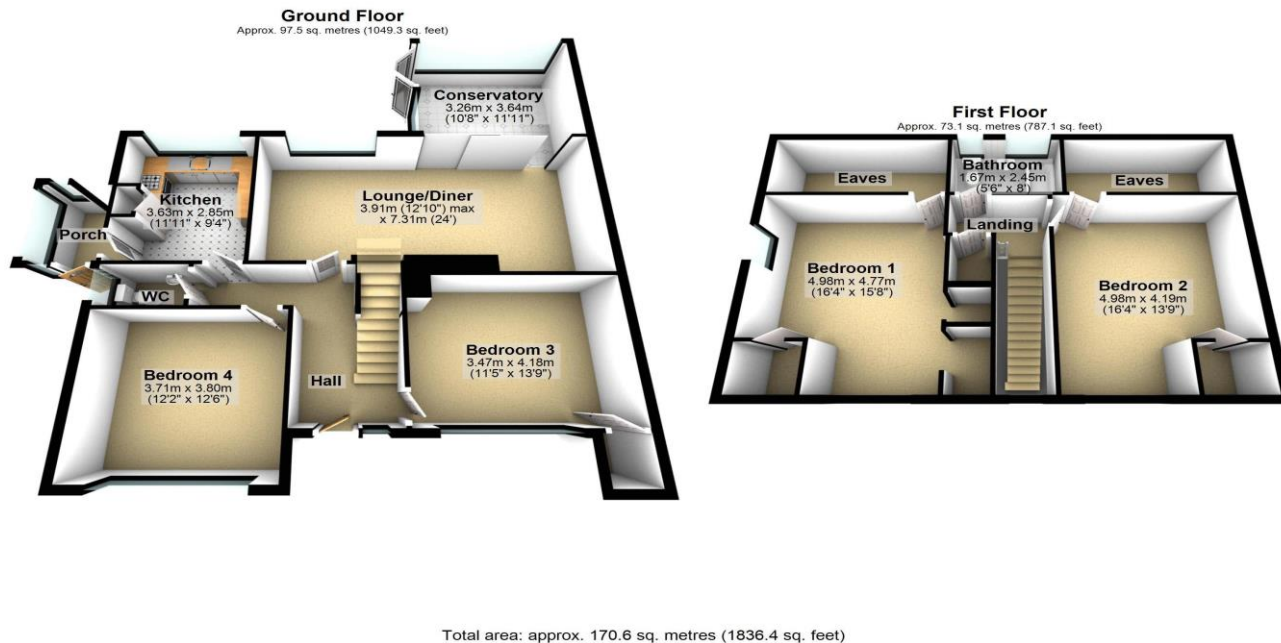 Ground Floor
Approx. 97.5 sq. metres (1049.3 sq. feet)
Conservatory
3.26m x 3.64m
(10'8" x 11'11")
Kitchen
3.63m x 2.85m
(11'11" x 9'4")
Lounge/Diner
3.91m (12'10") max
x 7.31m (24')
Porch
WC
Bedroom 4
3.71m x 3.80m
(12'2" x 12'6")
Hall
Bedroom 3
3.47m x 4.18m
(11'5" x 13'9")
First Floor
Approx. 73.1 sq. metres (787.1 sq. feet)
Eaves
Bathroom
1.67m x 2.45m
(5'6" x 8')
Eaves
Landing
Bedroom 1
4.98m x 4.77m
(16'4" x 15'8")
Bedroom 2
4.98m x 4.19m
(16'4" x 13'9")
Total area: approx. 170.6 sq. metres (1836.4 sq. feet)